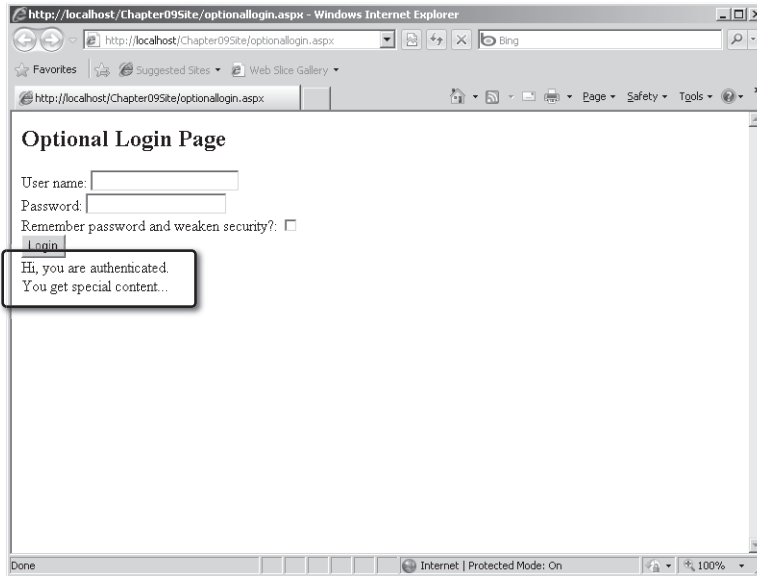 http://localhost/Chapter09Site/optionallogin.aspx - Windows Internet Explorer
http://localhost/Chapter09Site/optionallogin.aspx
Bing
Favorites
Suggested Sites
Web Slice Gallery
http://localhost/Chapter09Site/optionallogin.aspx
Page
Safety
Tools
Optional Login Page
User name:
Password:
Remember password and weaken security?:
Login
Hi, you are authenticated.
You get special content...
Done
Internet | Protected Mode: On
100%